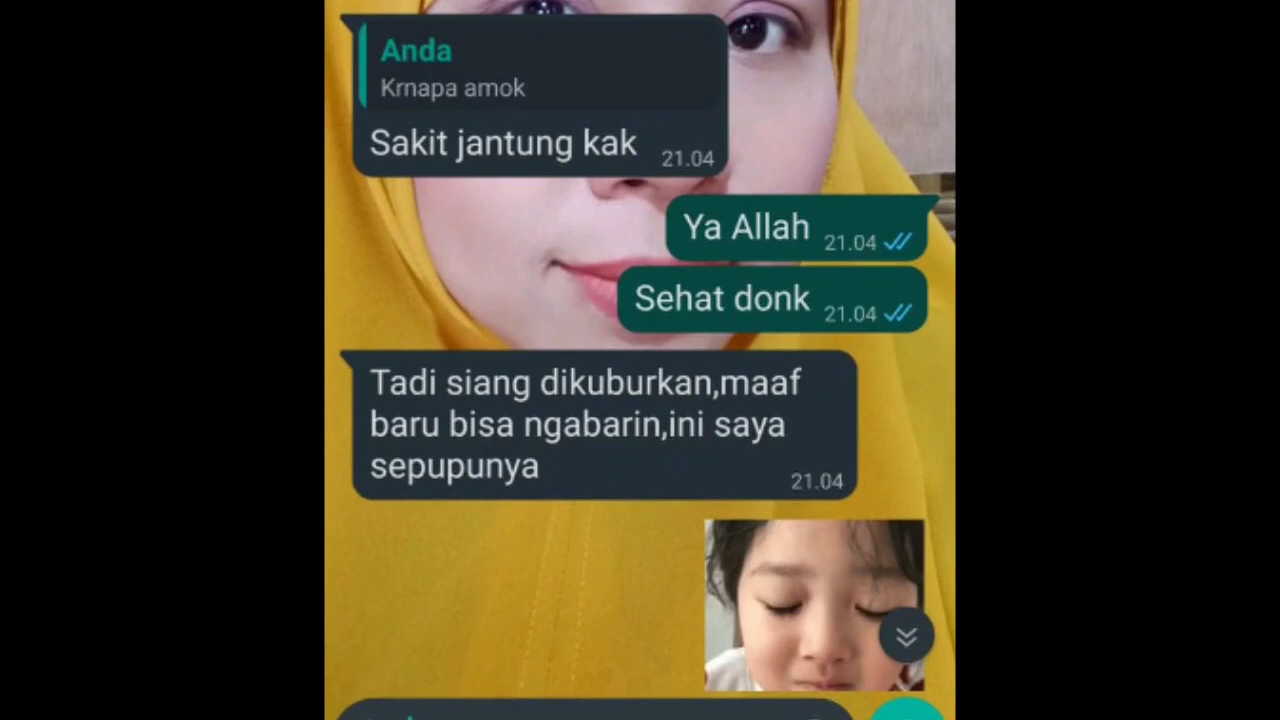 Anda
Krnapa amok
Sakit jantung kak
21.04
Ya Allah
21.04
Sehat donk
21.04
Tadi siang dikuburkan,maaf
baru bisa ngabarin,ini saya
sepupunya
21.04